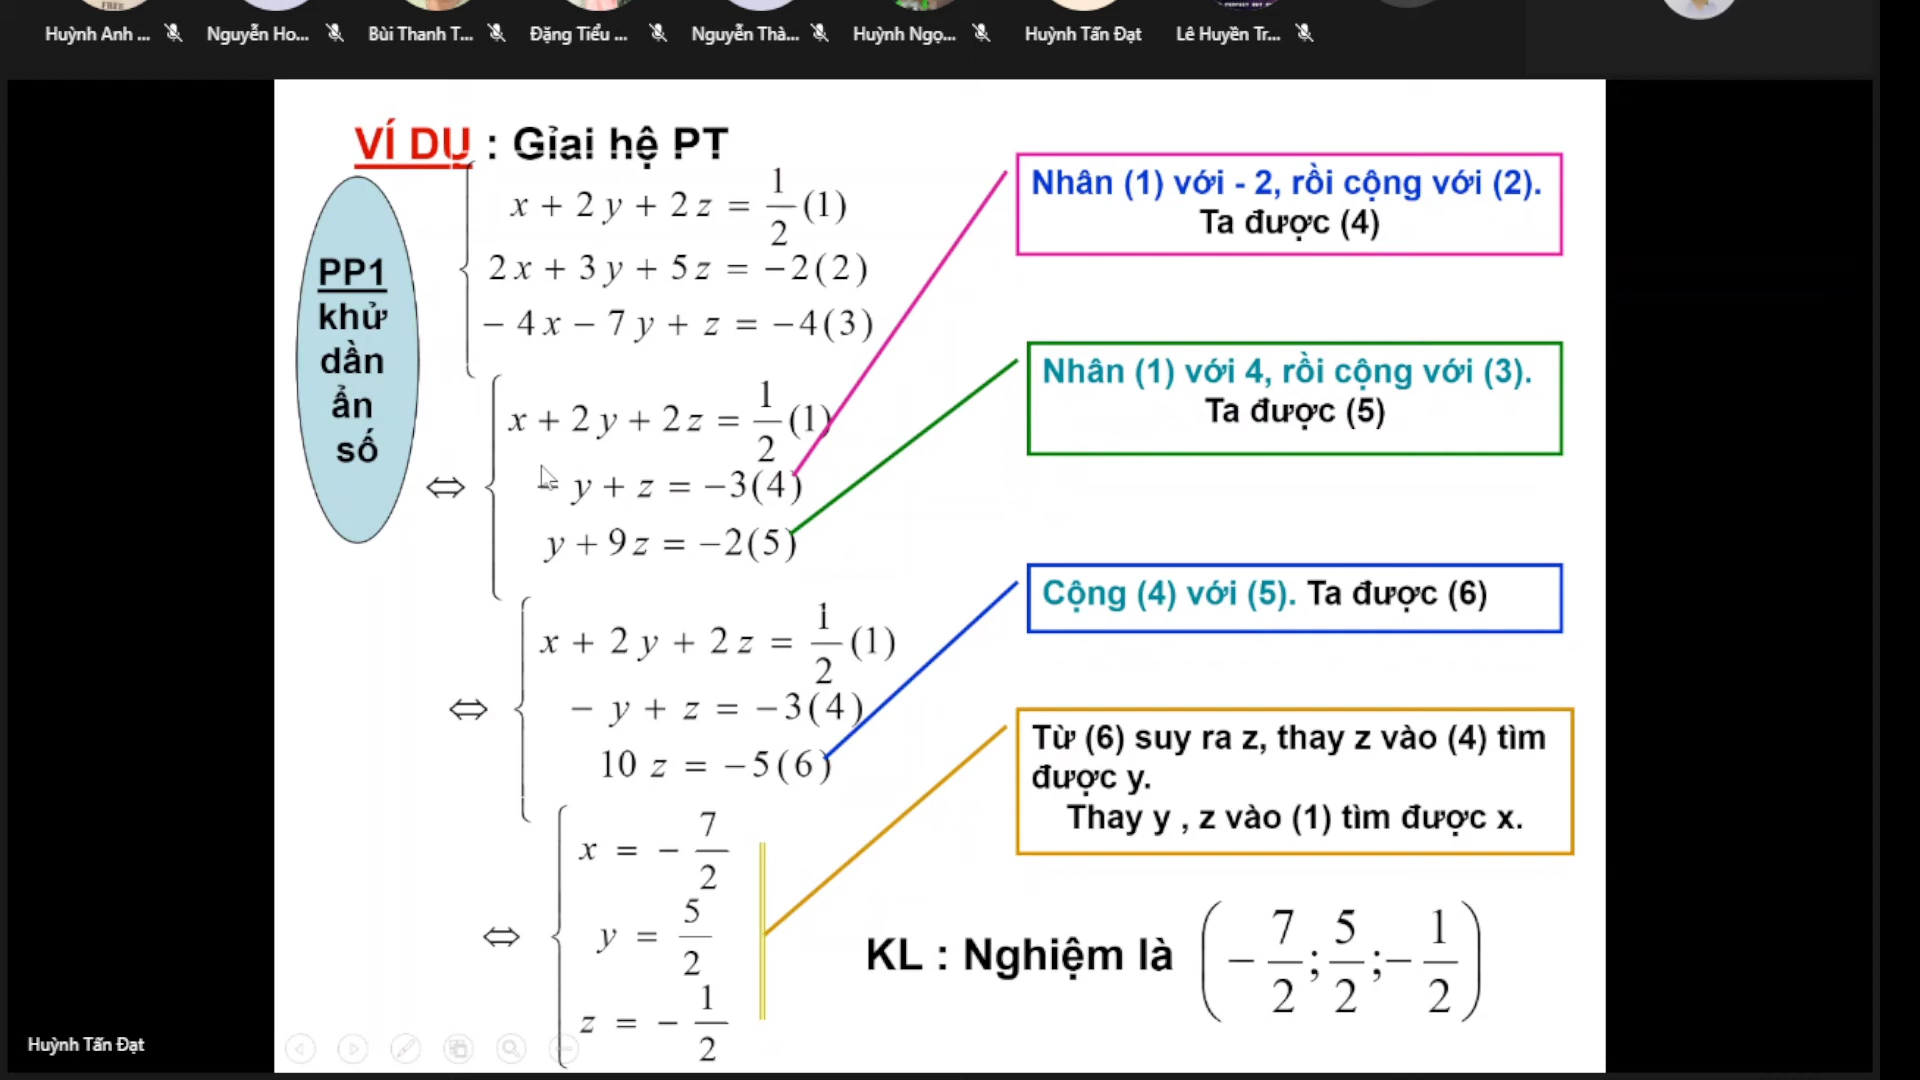 Huỳnh Anh ...
Nguyễn Ho...
Bùi Thanh T...
Đặng Tiểu ...
Nguyễn Thà...
Huỳnh Ngọ...
Huỳnh Tấn Đạt
Lê Huyền Tr...
VÍ DỤ : Giải hệ PT
PP1
khử
dần
ẩn
số
x + 2y + 2z = 1/2 (1)
2x + 3y + 5z = −2(2)
− 4x − 7y + z = −4(3)
⇔
x + 2y + 2z = 1/2 (1)
− y + z = −3(4)
y + 9z = −2(5)
⇔
x + 2y + 2z = 1/2 (1)
− y + z = −3(4)
10 z = −5(6)
⇔
x = − 7/2
y = 5/2
z = − 1/2
Nhân (1) với - 2, rồi cộng với (2).
Ta được (4)
Nhân (1) với 4, rồi cộng với (3).
Ta được (5)
Cộng (4) với (5). Ta được (6)
Từ (6) suy ra z, thay z vào (4) tìm
được y.
Thay y , z vào (1) tìm được x.
KL : Nghiệm là (− 7/2 ; 5/2 ;− 1/2)
Huỳnh Tấn Đạt